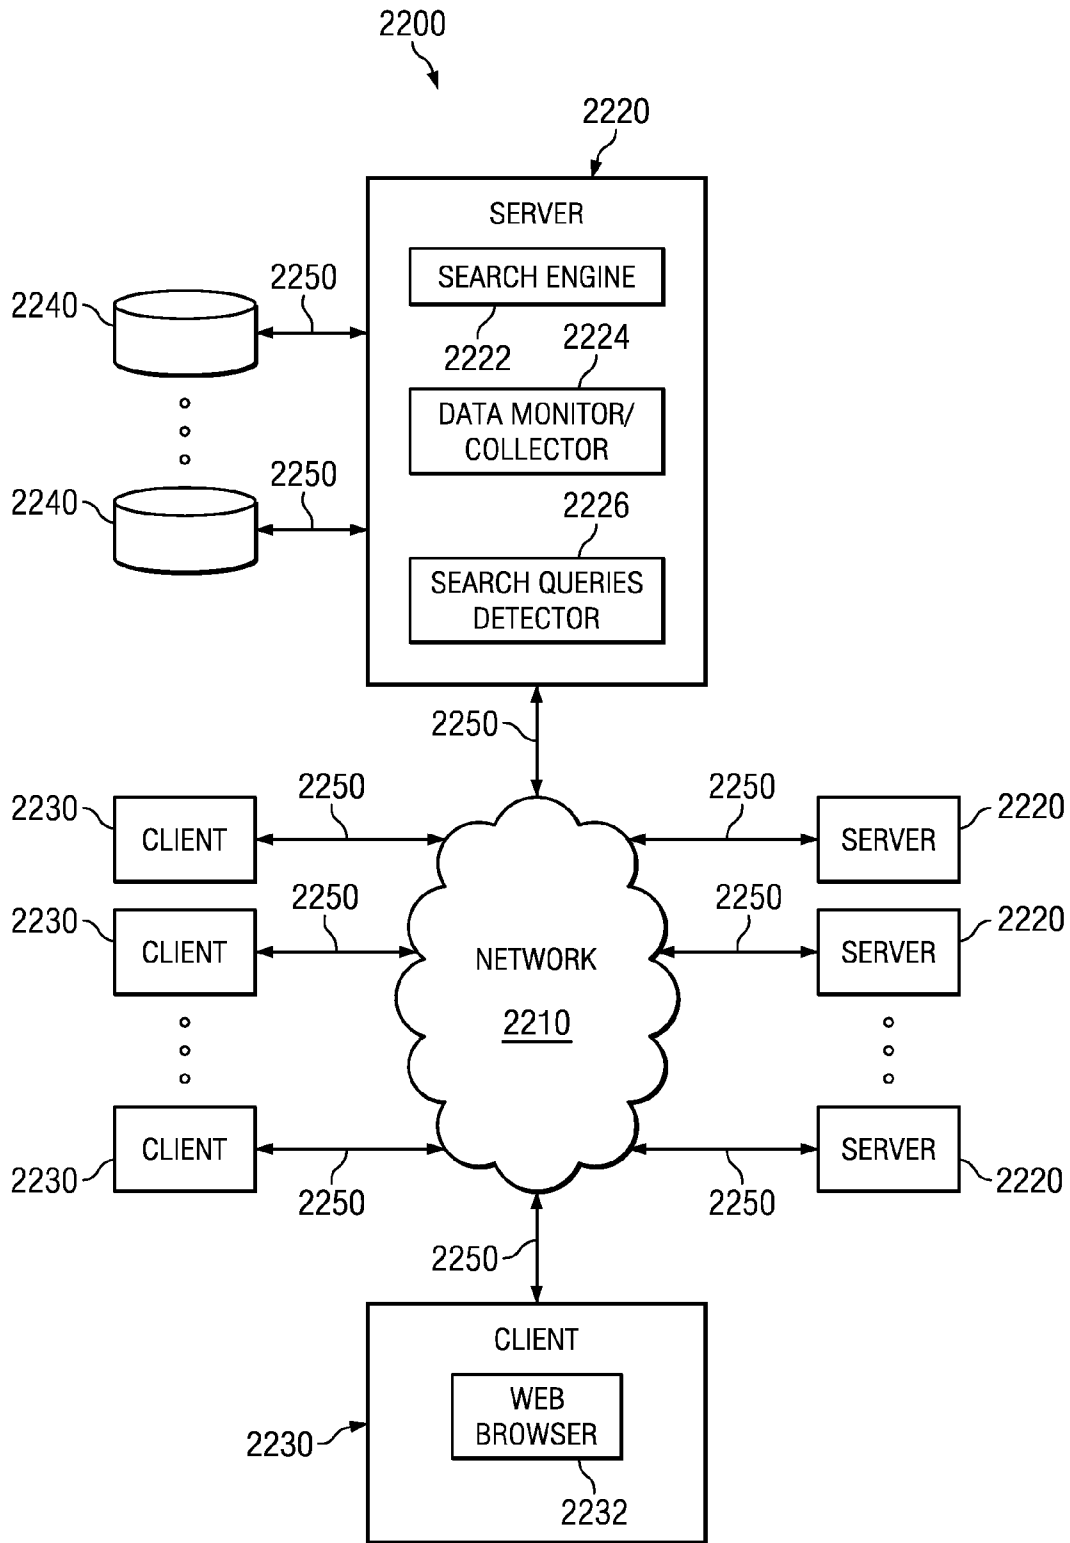 2200
2220
SERVER
SEARCH ENGINE
2222
2224
DATA MONITOR/
COLLECTOR
2226
SEARCH QUERIES
DETECTOR
2240
2250
2240
2250
2250
2230
CLIENT
2250
2250
SERVER
2220
2230
CLIENT
2250
2250
SERVER
2220
NETWORK
2210
2230
CLIENT
2250
2250
SERVER
2220
2250
CLIENT
WEB
BROWSER
2230
2232